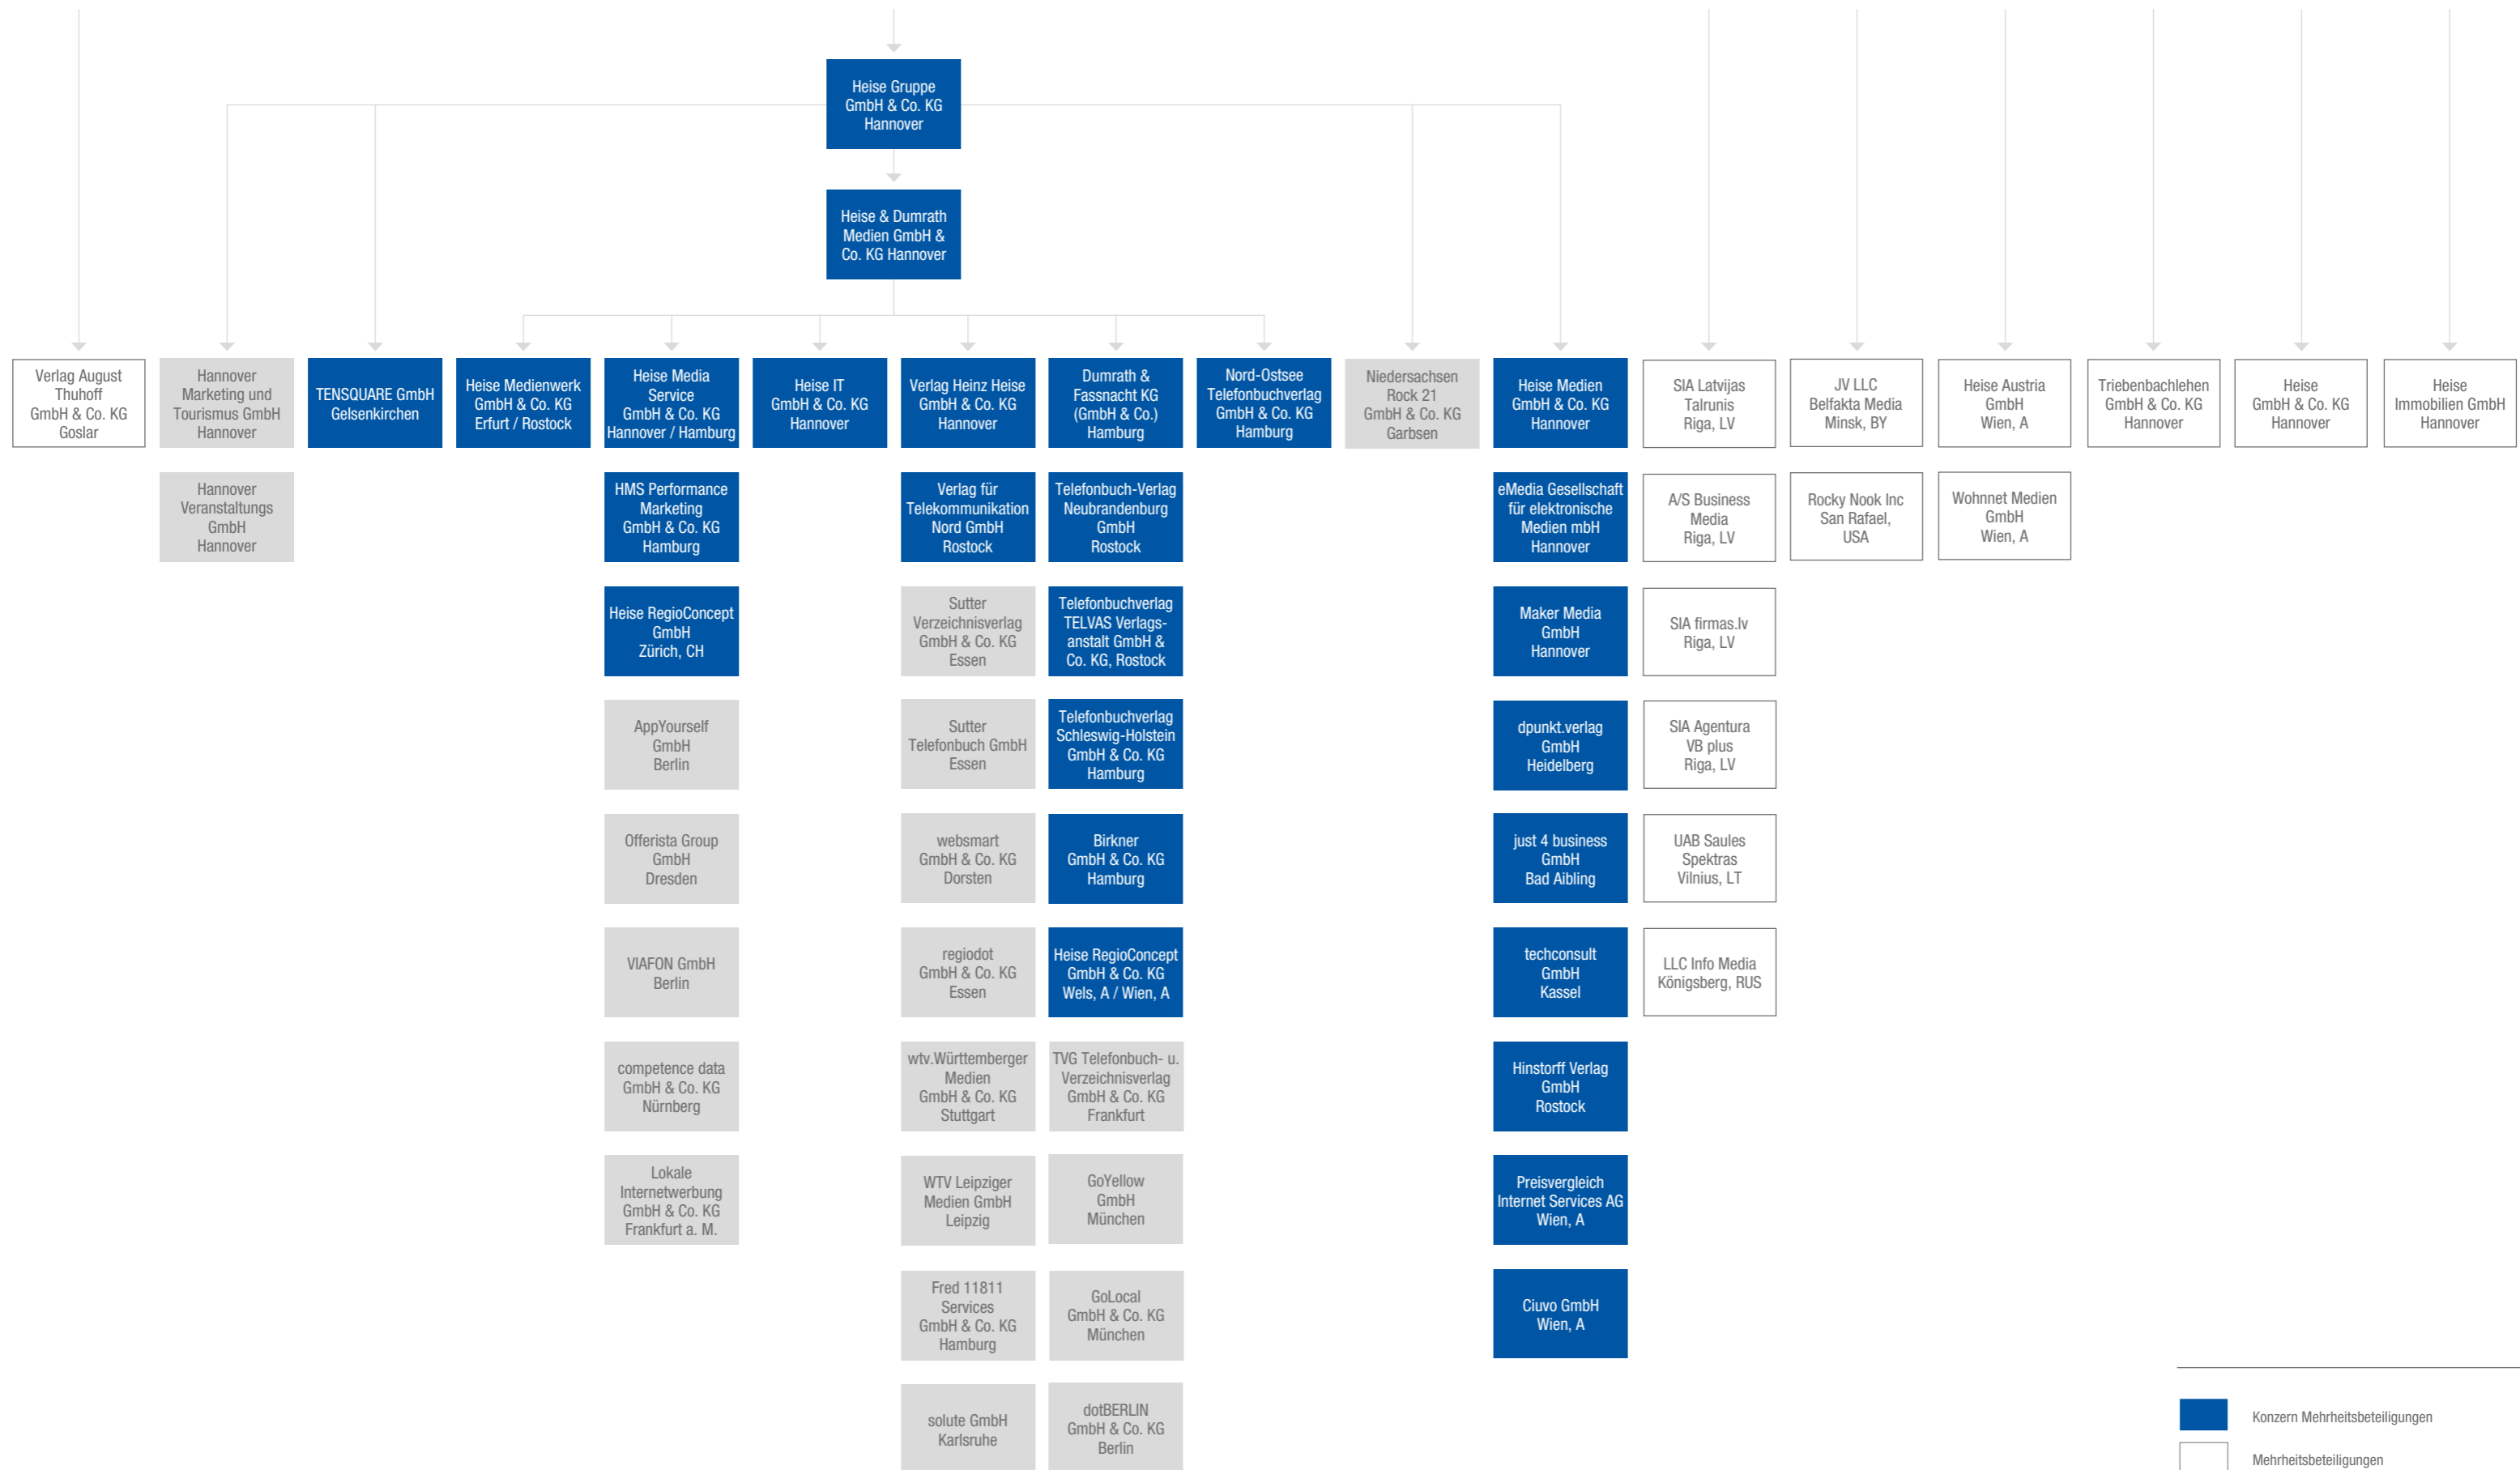 Heise Gruppe
GmbH & Co. KG
Hannover
Heise & Dumrath
Medien GmbH &
Co. KG Hannover
Verlag August
Thuhoff
GmbH & Co. KG
Goslar
Hannover
Marketing und
Tourismus GmbH
Hannover
TENSQUARE GmbH
Gelsenkirchen
Heise Medienwerk
GmbH & Co. KG
Erfurt / Rostock
Heise Media
Service
GmbH & Co. KG
Hannover / Hamburg
Heise IT
GmbH & Co. KG
Hannover
Verlag Heinz Heise
GmbH & Co. KG
Hannover
Dumrath &
Fassnacht KG
(GmbH & Co.)
Hamburg
Nord-Ostsee
Telefonbuchverlag
GmbH & Co. KG
Hamburg
Niedersachsen
Rock 21
GmbH & Co. KG
Garbsen
Heise Medien
GmbH & Co. KG
Hannover
SIA Latvijas
Talrunis
Riga, LV
JV LLC
Belfakta Media
Minsk, BY
Heise Austria
GmbH
Wien, A
Triebenbachlehen
GmbH & Co. KG
Hannover
Heise
GmbH & Co. KG
Hannover
Heise
Immobilien GmbH
Hannover
Hannover
Veranstaltungs
GmbH
Hannover
HMS Performance
Marketing
GmbH & Co. KG
Hamburg
Verlag für
Telekommunikation
Nord GmbH
Rostock
Telefonbuch-Verlag
Neubrandenburg
GmbH
Rostock
eMedia Gesellschaft
für elektronische
Medien mbH
Hannover
A/S Business
Media
Riga, LV
Rocky Nook Inc
San Rafael,
USA
Wohnnet Medien
GmbH
Wien, A
Heise RegioConcept
GmbH
Zürich, CH
Sutter
Verzeichnisverlag
GmbH & Co. KG
Essen
Telefonbuchverlag
TELVAS Verlags-
anstalt GmbH &
Co. KG, Rostock
Maker Media
GmbH
Hannover
SIA firmas.lv
Riga, LV
AppYourself
GmbH
Berlin
Sutter
Telefonbuch GmbH
Essen
Telefonbuchverlag
Schleswig-Holstein
GmbH & Co. KG
Hamburg
dpunkt.verlag
GmbH
Heidelberg
SIA Agentura
VB plus
Riga, LV
Offerista Group
GmbH
Dresden
websmart
GmbH & Co. KG
Dorsten
Birkner
GmbH & Co. KG
Hamburg
just 4 business
GmbH
Bad Aibling
UAB Saules
Spektras
Vilnius, LT
VIAFON GmbH
Berlin
regiodot
GmbH & Co. KG
Essen
Heise RegioConcept
GmbH & Co. KG
Wels, A / Wien, A
techconsult
GmbH
Kassel
LLC Info Media
Königsberg, RUS
competence data
GmbH & Co. KG
Nürnberg
wtv.Württemberger
Medien
GmbH & Co. KG
Stuttgart
TVG Telefonbuch- u.
Verzeichnisverlag
GmbH & Co. KG
Frankfurt
Hinstorff Verlag
GmbH
Rostock
Lokale
Internetwerbung
GmbH & Co. KG
Frankfurt a. M.
WTV Leipziger
Medien GmbH
Leipzig
GoYellow
GmbH
München
Preisvergleich
Internet Services AG
Wien, A
Fred 11811
Services
GmbH & Co. KG
Hamburg
GoLocal
GmbH & Co. KG
München
Ciuvo GmbH
Wien, A
solute GmbH
Karlsruhe
dotBERLIN
GmbH & Co. KG
Berlin
Konzern Mehrheitsbeteiligungen
Mehrheitsbeteiligungen